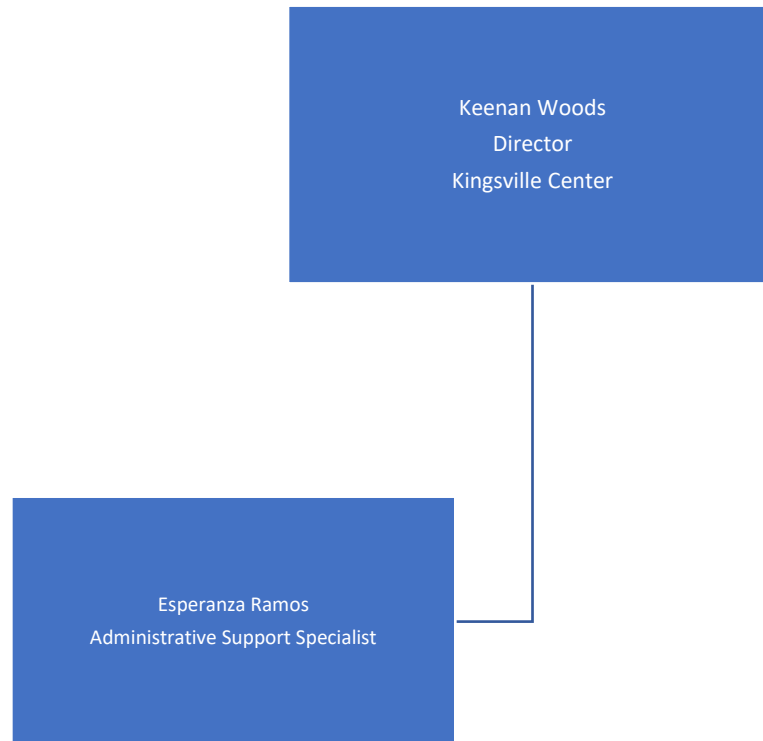 Keenan Woods
Director
Kingsville Center
Esperanza Ramos
Administrative Support Specialist